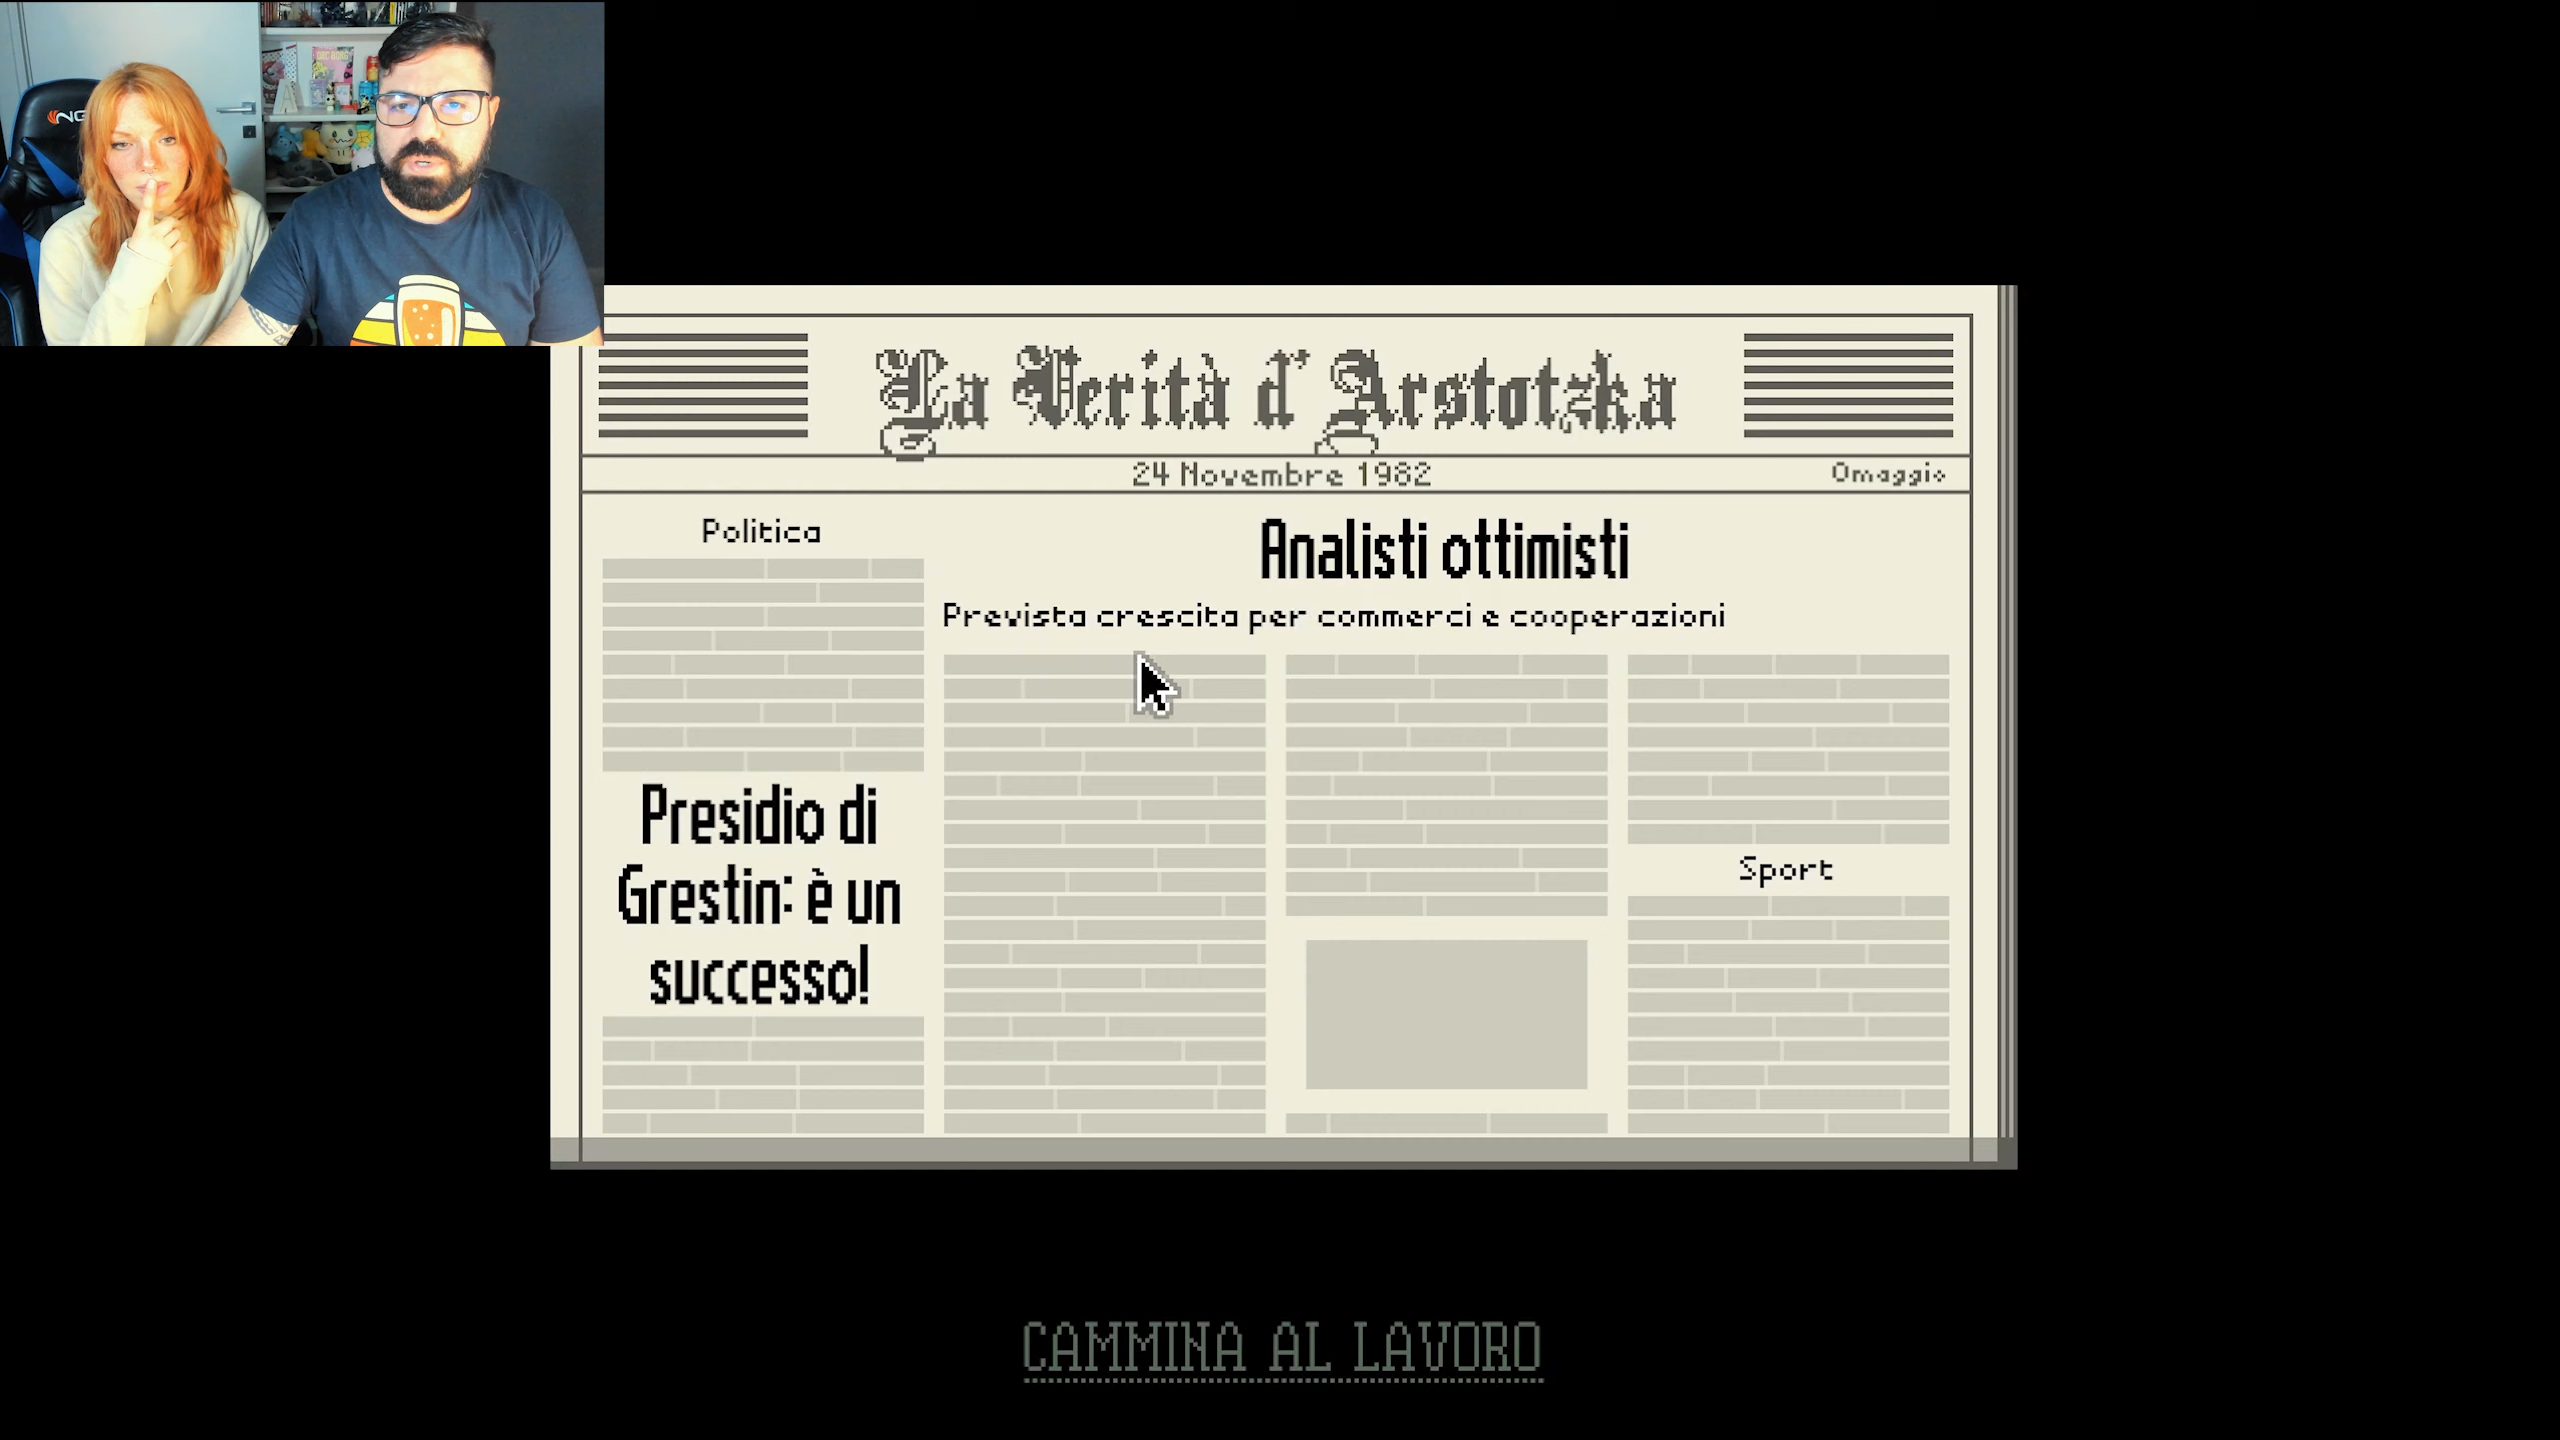 La Verità d'Arstotzka
24 Novembre 1982
Omaggio
Politica
Presidio di
Grestin: è un
successo!
Analisti ottimisti
Prevista crescita per commerci e cooperazioni
Sport
CAMMINA AL LAVORO